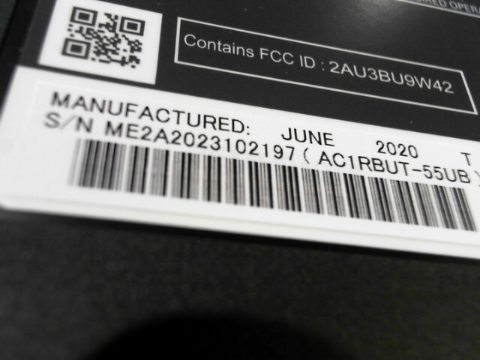 Contains FCC ID : 2AU3BU9W42
MANUFACTURED: JUNE 2020 T
S/N ME2A2023102197 ( AC1RBUT-55UB )